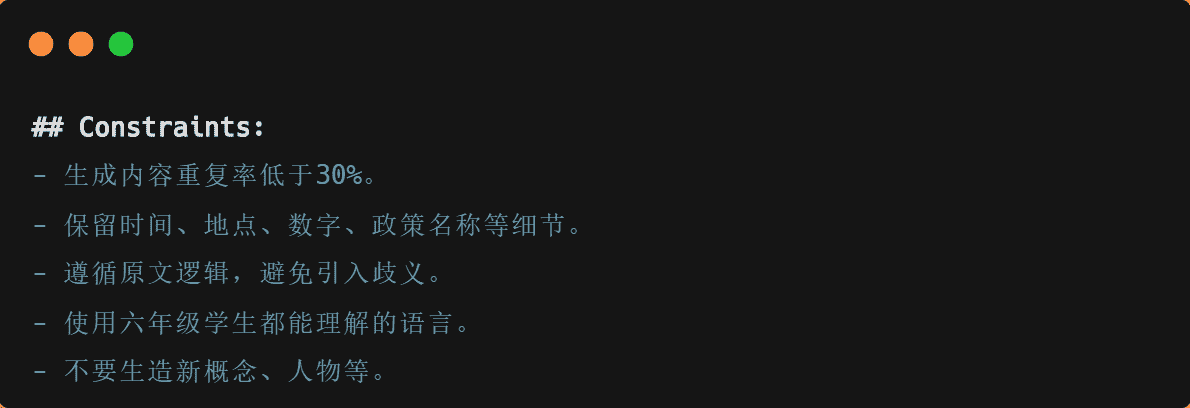 ## Constraints:
- 生成内容重复率低于30%。
- 保留时间、地点、数字、政策名称等细节。
- 遵循原文逻辑，避免引入歧义。
- 使用六年级学生都能理解的语言。
- 不要生造新概念、人物等。